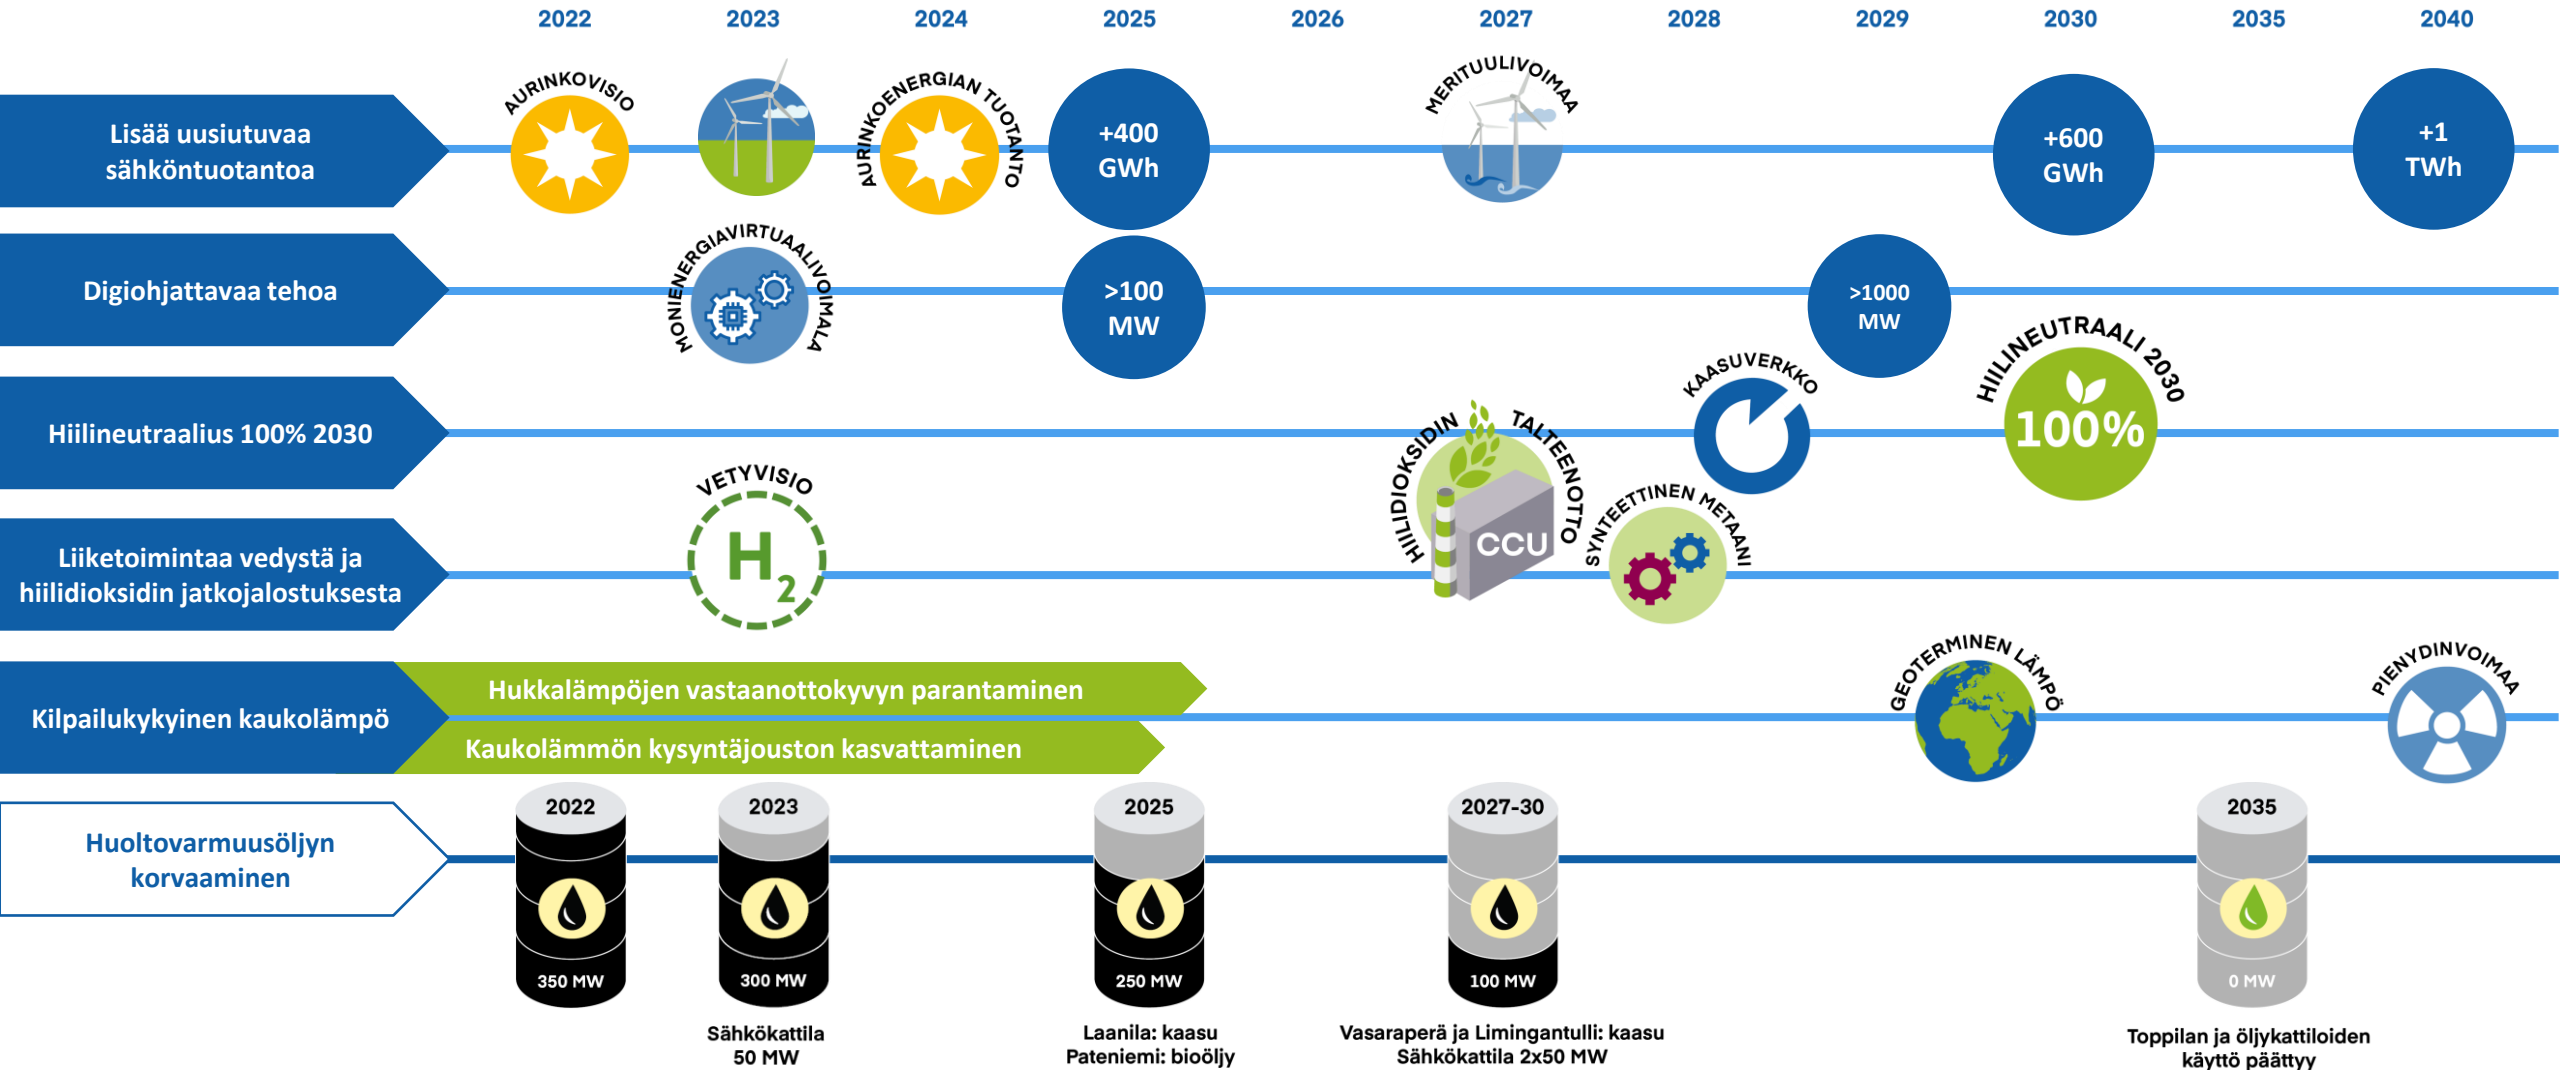 2022 2023 2024 2025 2026 2027 2028 2029 2030 2035 2040
Lisää uusiutuvaa
sähköntuotantoa
AURINKOVISIO
AURINKOENERGIAN TUOTANTO
+400
GWh
MERITUULIVOIMAA
+600
GWh
+1
TWh
Digiohjattavaa tehoa
MONIENERGIAVIRTUAALIVOIMALA
>100
MW
>1000
MW
Hiilineutraalius 100% 2030
KAASUVERKKO
HIILINEUTRAALI 2030
100%
Liiketoimintaa vedystä ja
hiilidioksidin jatkojalostuksesta
VETYVISIO
H2
HIILIDIOKSIDIN TALTEENOTTO
CCU
SYNTEETTINEN METAANI
Kilpailukykyinen kaukolämpö
Hukkalämpöjen vastaanottokyvyn parantaminen
Kaukolämmön kysyntäjouston kasvattaminen
GEOTERMINEN LÄMPÖ
PIENYDINVOIMAA
Huoltovarmuusöljyn
korvaaminen
2022
350 MW
2023
300 MW
Sähkökattila
50 MW
2025
250 MW
Laanila: kaasu
Pateniemi: bioöljy
2027-30
100 MW
Vasaraperä ja Limingantulli: kaasu
Sähkökattila 2x50 MW
2035
0 MW
Toppilan ja öljykattiloiden
käyttö päättyy